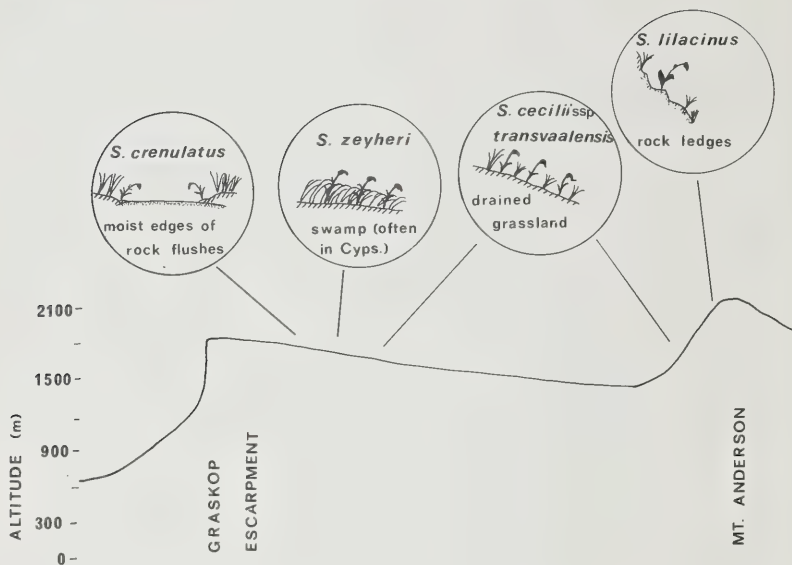 S. lilacinus
rock ledges
S. ceciliissp
transvaalensis
drained
grassland
S. zeyheri
swamp (often
in Cyps.)
S. crenulatus
moist edges of
rock flushes
2100
1500
900
300
0
ALTITUDE (m)
GRASKOP
ESCARPMENT
MT. ANDERSON